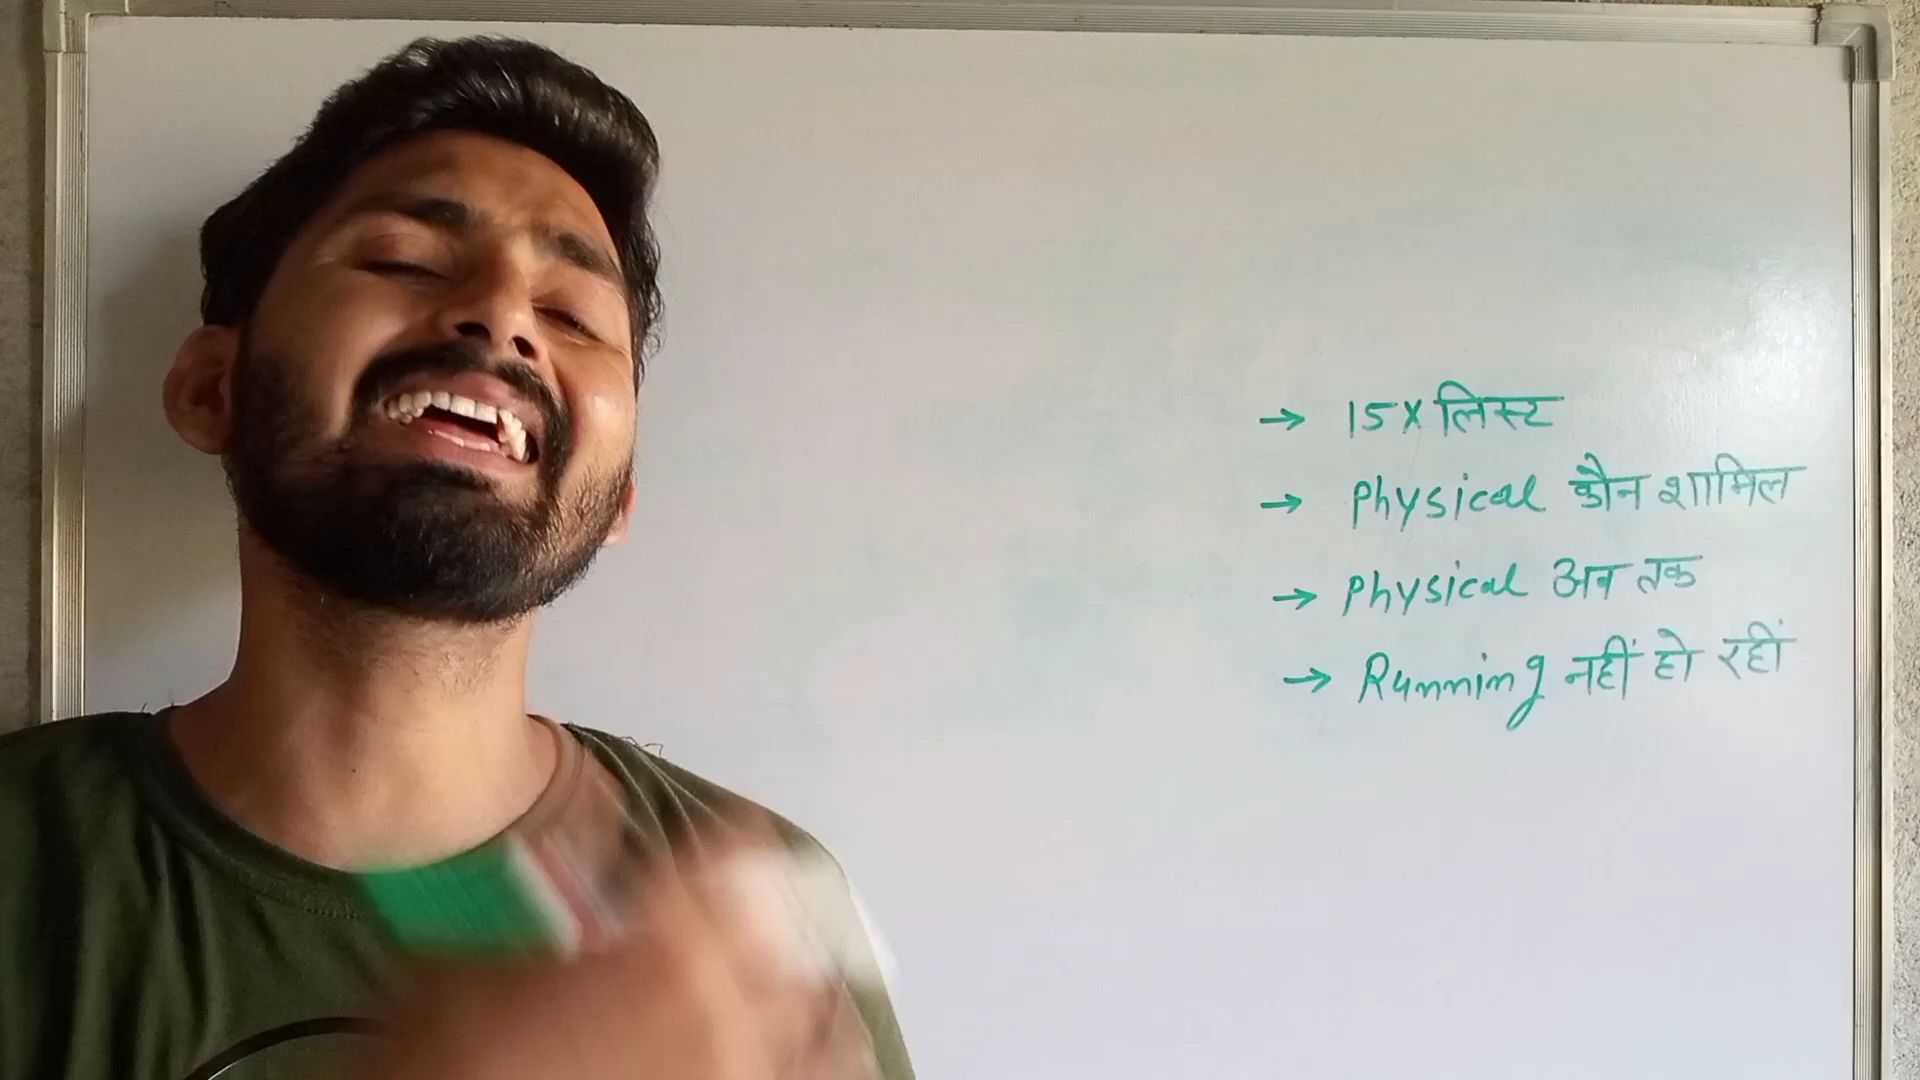 → 15X लिस्ट
→ Physical कौन शामिल
→ Physical अब तक
→ Running नहीं हो रहीं